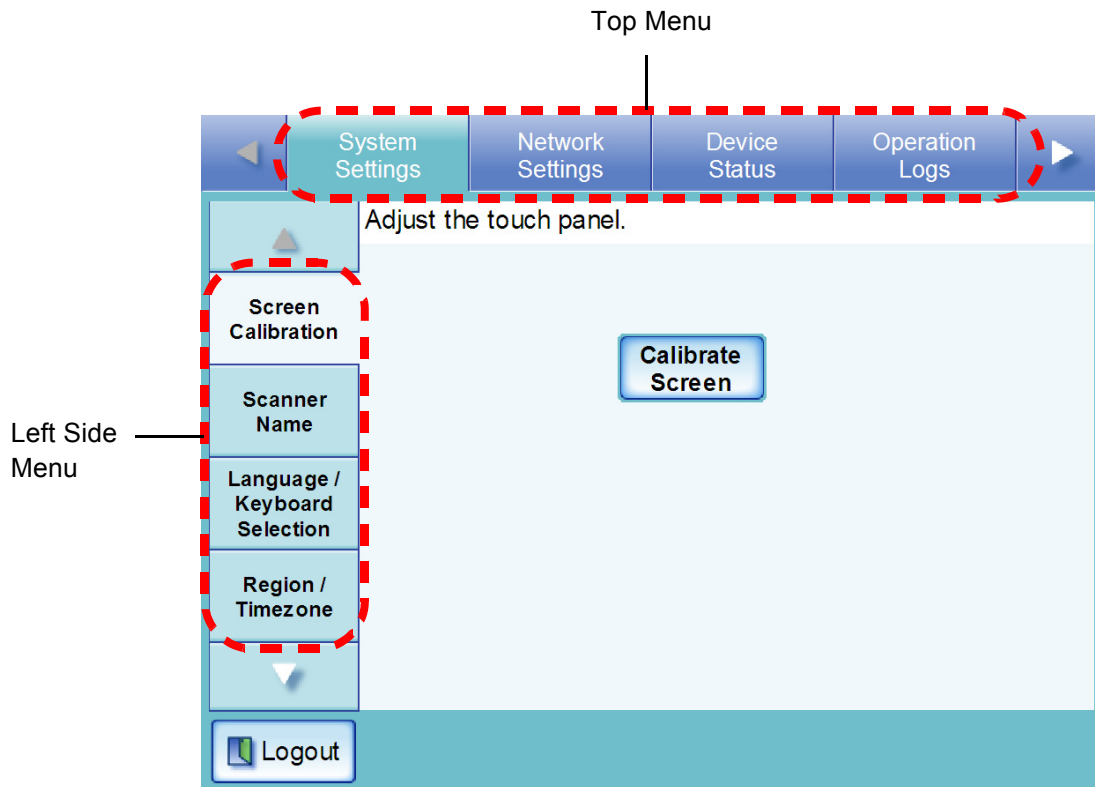 Top Menu
System
Settings
Network
Settings
Device
Status
Operation
Logs
Adjust the touch panel.
Screen
Calibration
Calibrate
Screen
Scanner
Name
Left Side
Menu
Language /
Keyboard
Selection
Region /
Timezone
Logout